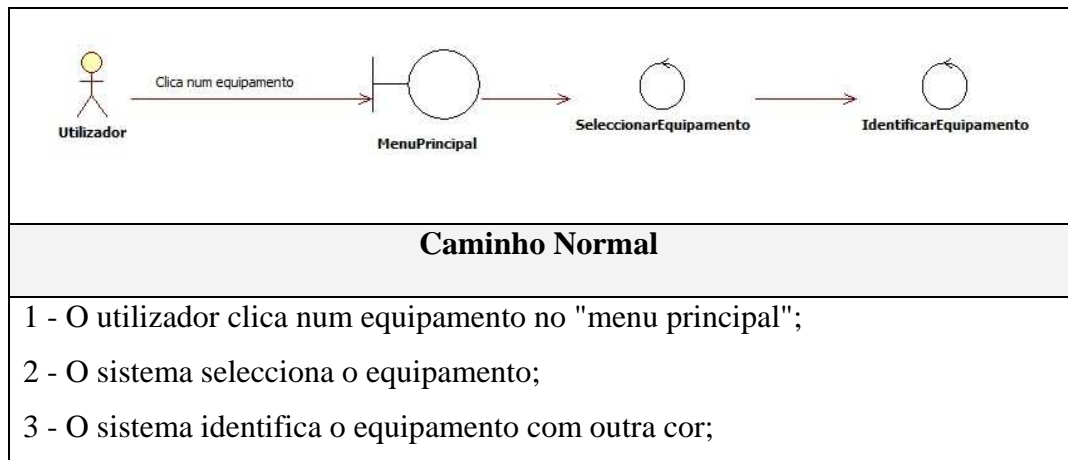 Clica num equipamento
Utilizador
MenuPrincipal
SeleccionarEquipamento
IdentificarEquipamento
Caminho Normal
1 - O utilizador clica num equipamento no "menu principal";
2 - O sistema selecciona o equipamento;
3 - O sistema identifica o equipamento com outra cor;